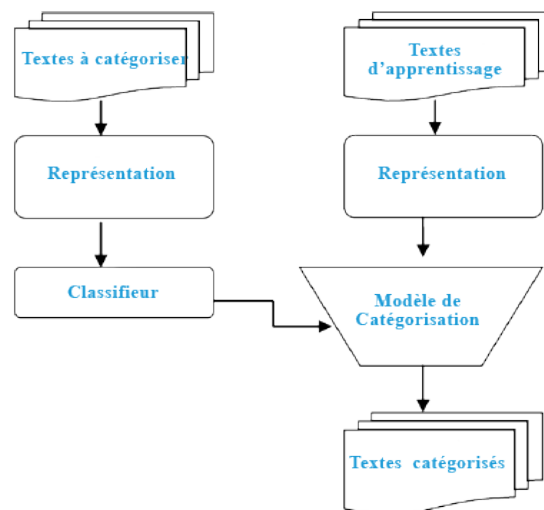 Textes à catégoriser
Textes
d'apprentissage
Représentation
Représentation
Classifieur
Modèle de
Catégorisation
Textes catégorisés